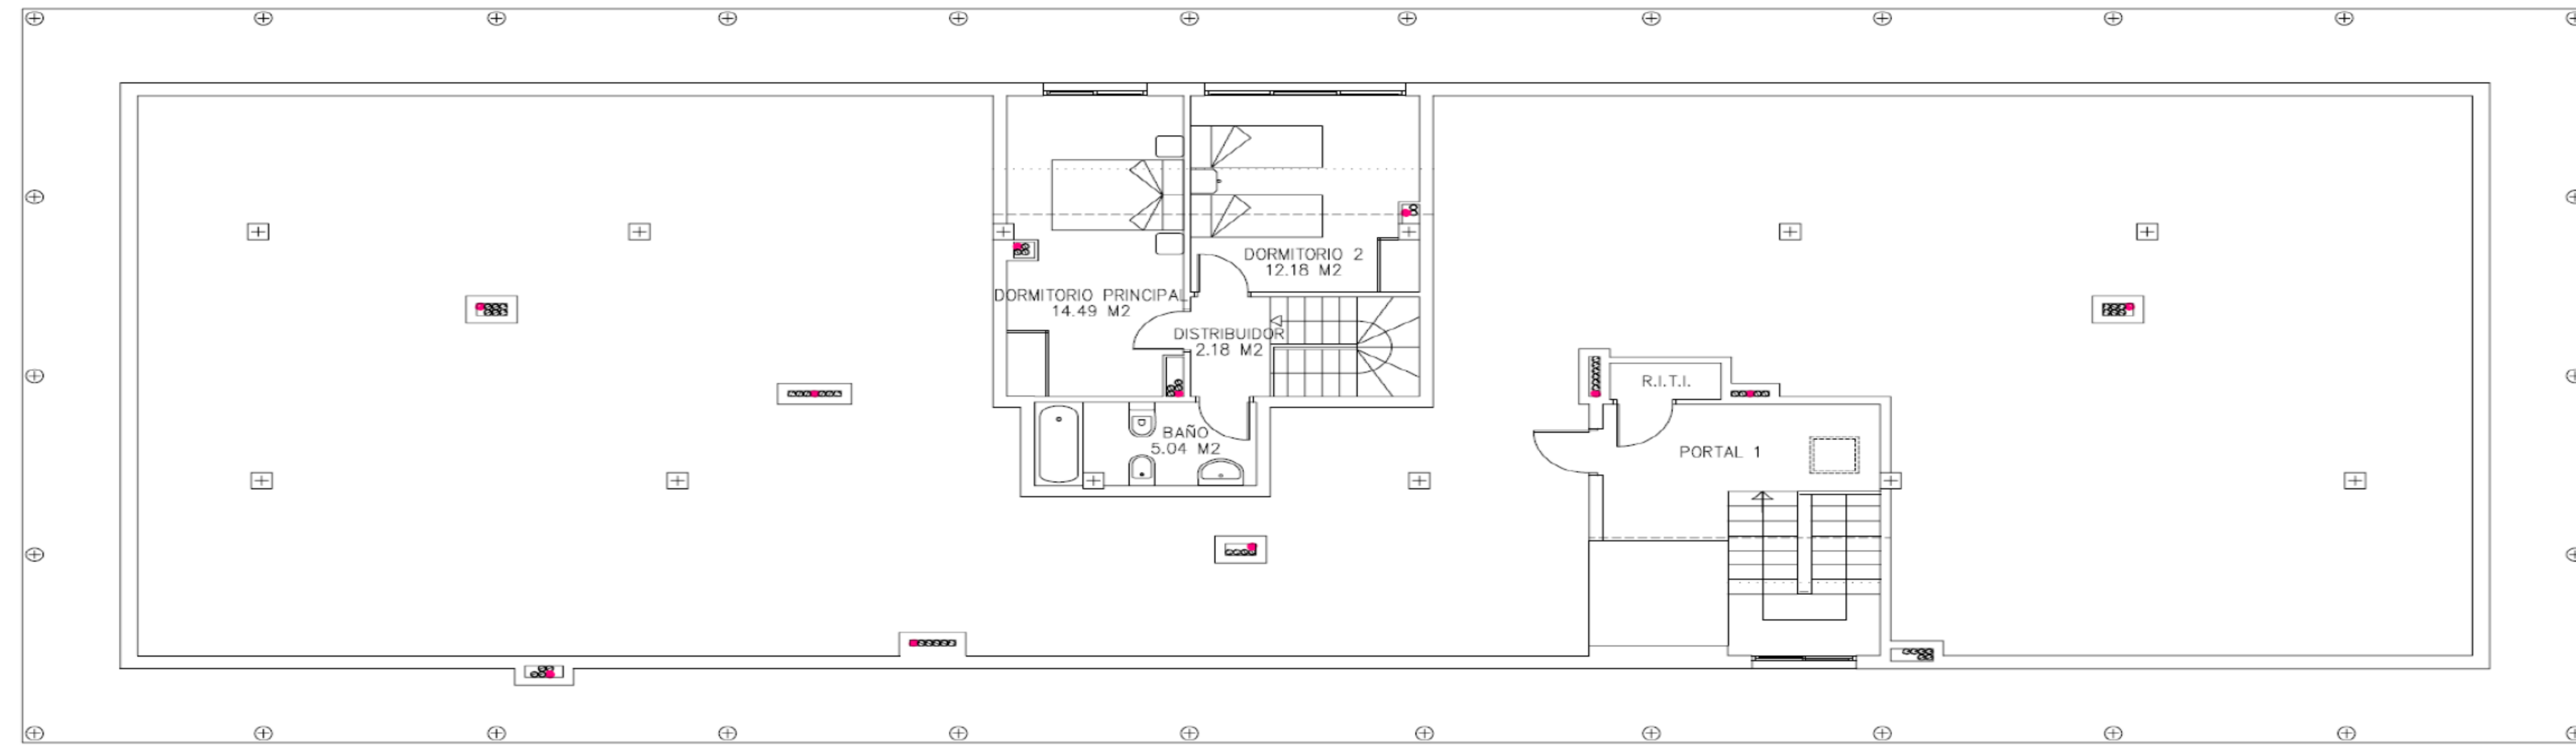 DORMITORIO 2
12.18 M2
DORMITORIO PRINCIPAL
14.49 M2
DISTRIBUIDOR
2.18 M2
R.I.T.I.
BAÑO
5.04 M2
PORTAL 1